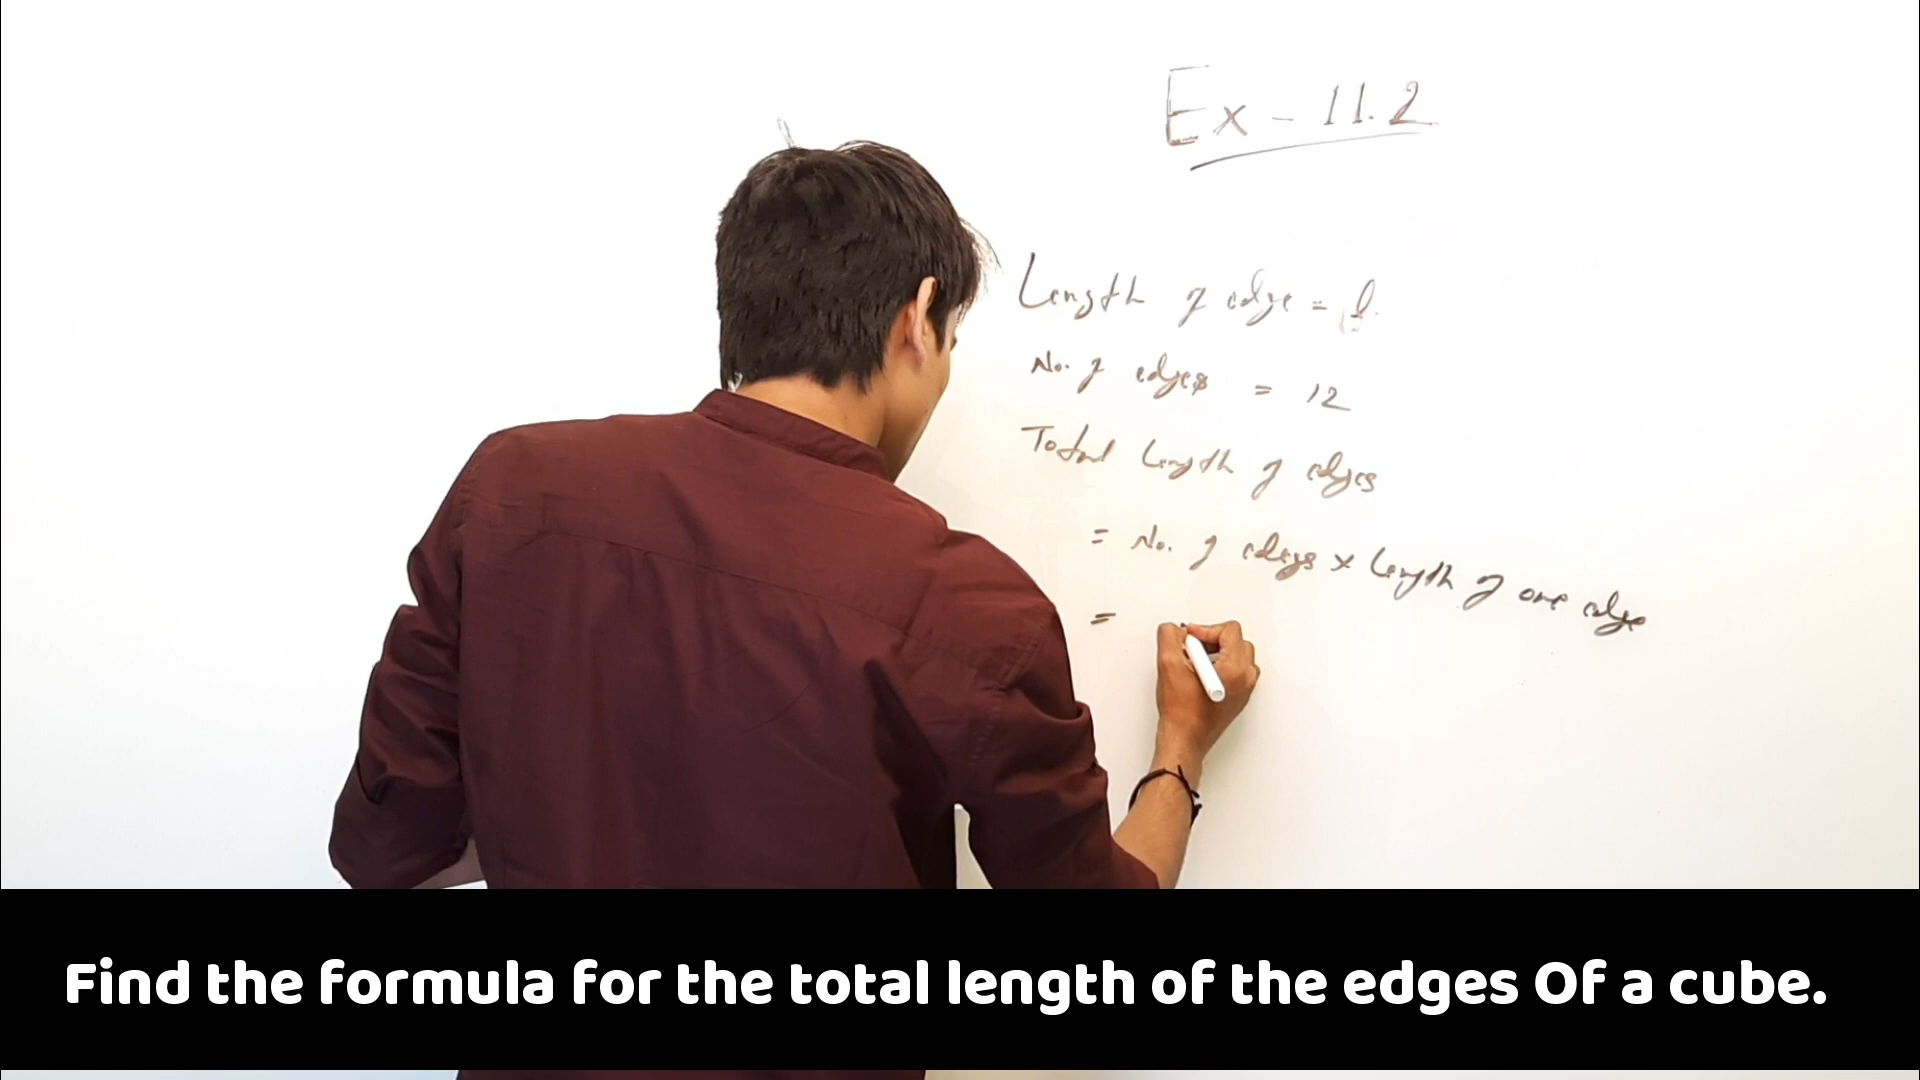 Ex - 11.2
Length of edge = l.
No. of edges = 12
Total Length of edges
= No. of edges x Length of one edge
=
Find the formula for the total length of the edges Of a cube.